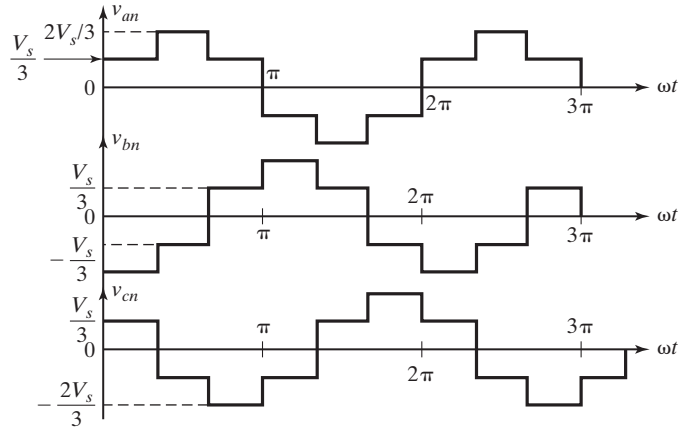 v_an
2V_s/3
V_s/3
0
π
2π
3π
ωt
v_bn
V_s/3
0
-V_s/3
π
2π
3π
ωt
v_cn
V_s/3
0
-2V_s/3
π
2π
3π
ωt